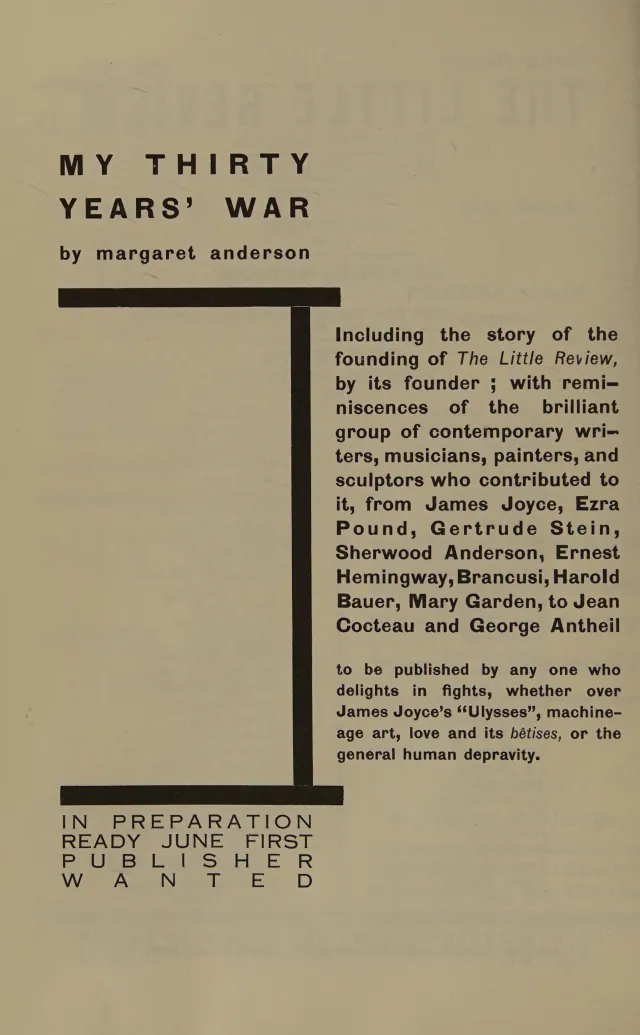 MY THIRTY
YEARS' WAR
by margaret anderson
Including the story of the
founding of The Little Review,
by its founder ; with remi–
niscences of the brilliant
group of contemporary wri–
ters, musicians, painters, and
sculptors who contributed to
it, from James Joyce, Ezra
Pound, Gertrude Stein,
Sherwood Anderson, Ernest
Hemingway, Brancusi, Harold
Bauer, Mary Garden, to Jean
Cocteau and George Antheil
to be published by any one who
delights in fights, whether over
James Joyce's “Ulysses”, machine–
age art, love and its bêtises, or the
general human depravity.
IN PREPARATION
READY JUNE FIRST
PUBLISHER
WANTED